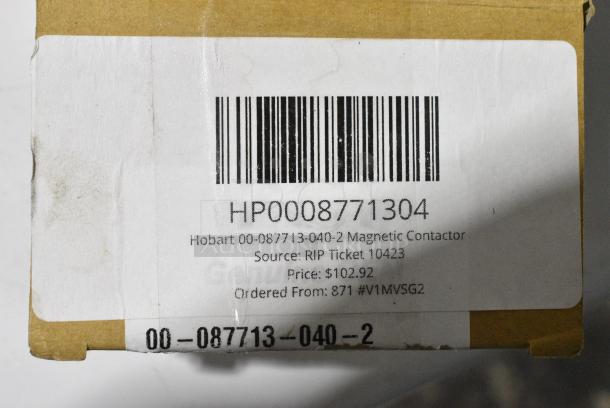 HP0008771304
Hobart 00-087713-040-2 Magnetic Contactor
Source: RIP Ticket 10423
Price: $102.92
Ordered From: 871 #V1MVSG2
00-087713-040-2